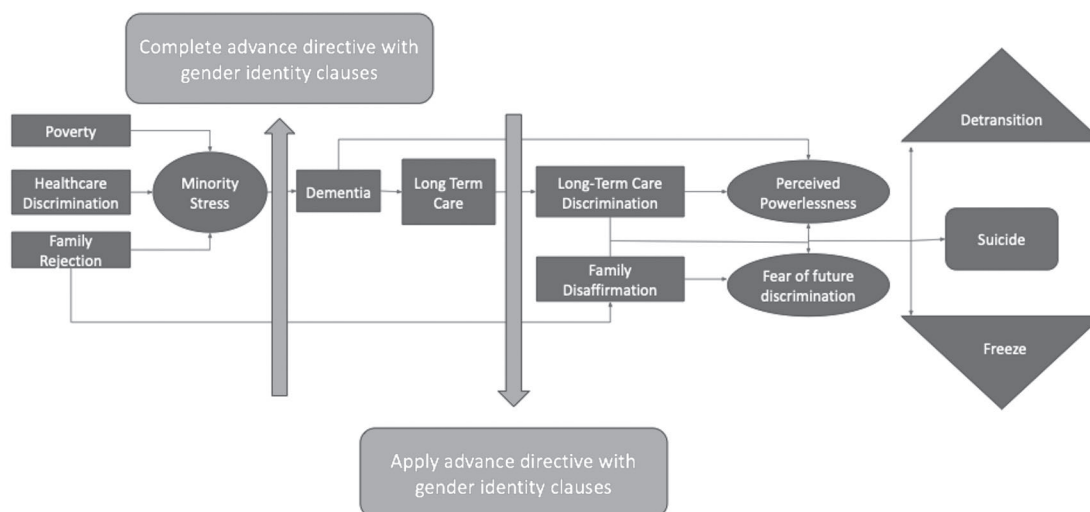 Complete advance directive with
gender identity clauses
Poverty
Healthcare
Discrimination
Family
Rejection
Minority
Stress
Dementia
Long Term
Care
Long-Term Care
Discrimination
Family
Disaffirmation
Perceived
Powerlessness
Fear of future
discrimination
Detransition
Suicide
Freeze
Apply advance directive with
gender identity clauses